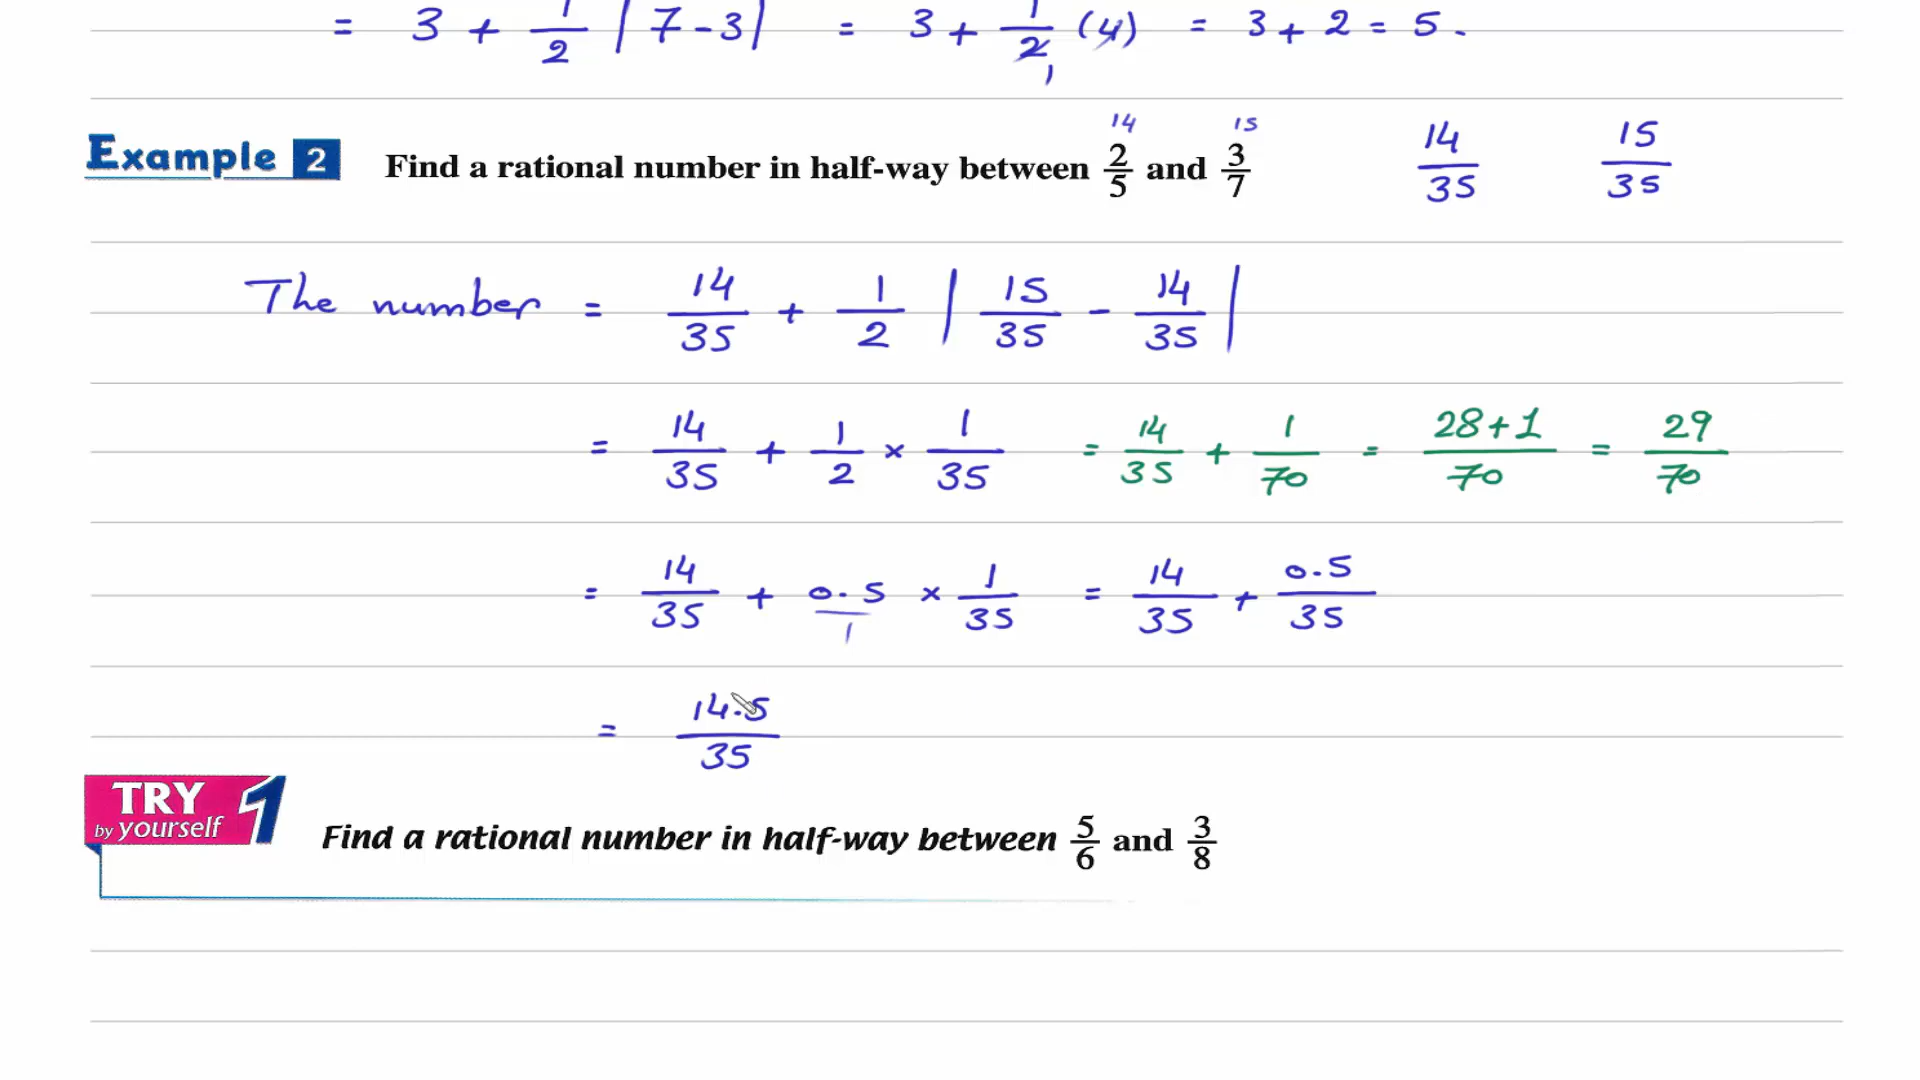 = 3 + 1/2 |7-3| = 3 + 1/2 (4) = 3+2 = 5.
1
14 15
Example 2 Find a rational number in half-way between 2/5 and 3/7 14/35 15/35
The number = 14/35 + 1/2 | 15/35 - 14/35 |
= 14/35 + 1/2 × 1/35 = 14/35 + 1/70 = 28+1/70 = 29/70
= 14/35 + 0.5/1 × 1/35 = 14/35 + 0.5/35
= 14.5/35
TRY by yourself 1
Find a rational number in half-way between 5/6 and 3/8